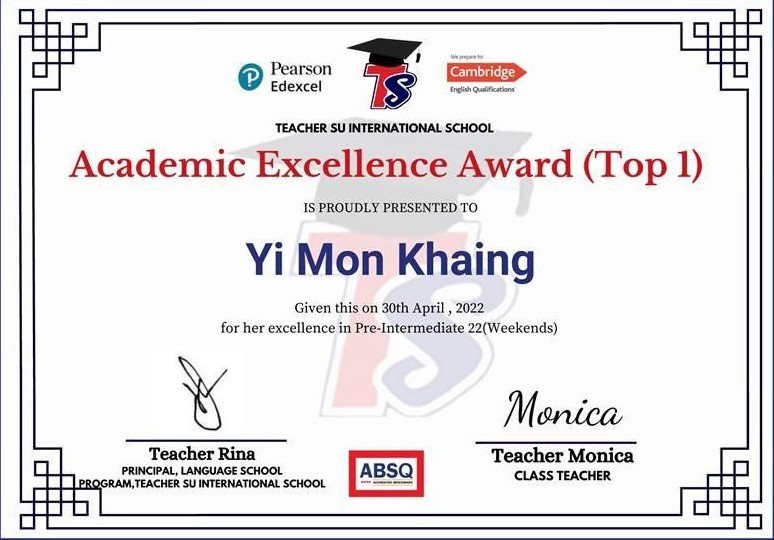 Pearson
Edexcel
TS
We prepare for
Cambridge
English Qualifications
TEACHER SU INTERNATIONAL SCHOOL
Academic Excellence Award (Top 1)
IS PROUDLY PRESENTED TO
Yi Mon Khaing
Given this on 30th April , 2022
for her excellence in Pre-Intermediate 22(Weekends)
Monica
Teacher Rina
PRINCIPAL, LANGUAGE SCHOOL
PROGRAM,TEACHER SU INTERNATIONAL SCHOOL
ABSQ
Teacher Monica
CLASS TEACHER